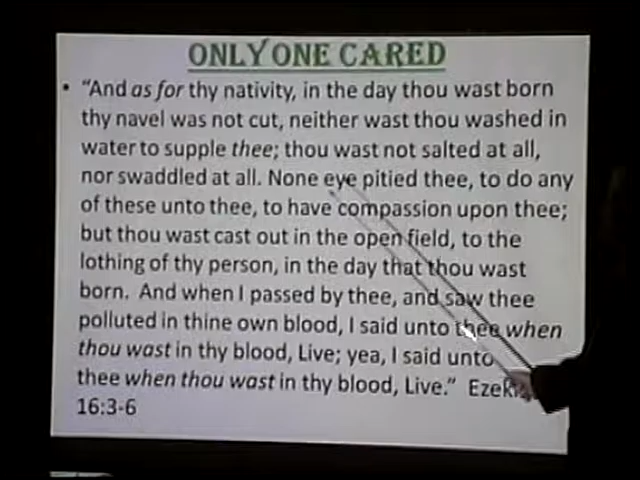 ONLY ONE CARED
• “And as for thy nativity, in the day thou wast born
thy navel was not cut, neither wast thou washed in
water to supple thee; thou wast not salted at all,
nor swaddled at all. None eye pitied thee, to do any
of these unto thee, to have compassion upon thee;
but thou wast cast out in the open field, to the
lothing of thy person, in the day that thou wast
born. And when I passed by thee, and saw thee
polluted in thine own blood, I said unto thee when
thou wast in thy blood, Live; yea, I said unto
thee when thou wast in thy blood, Live.”
16:3-6